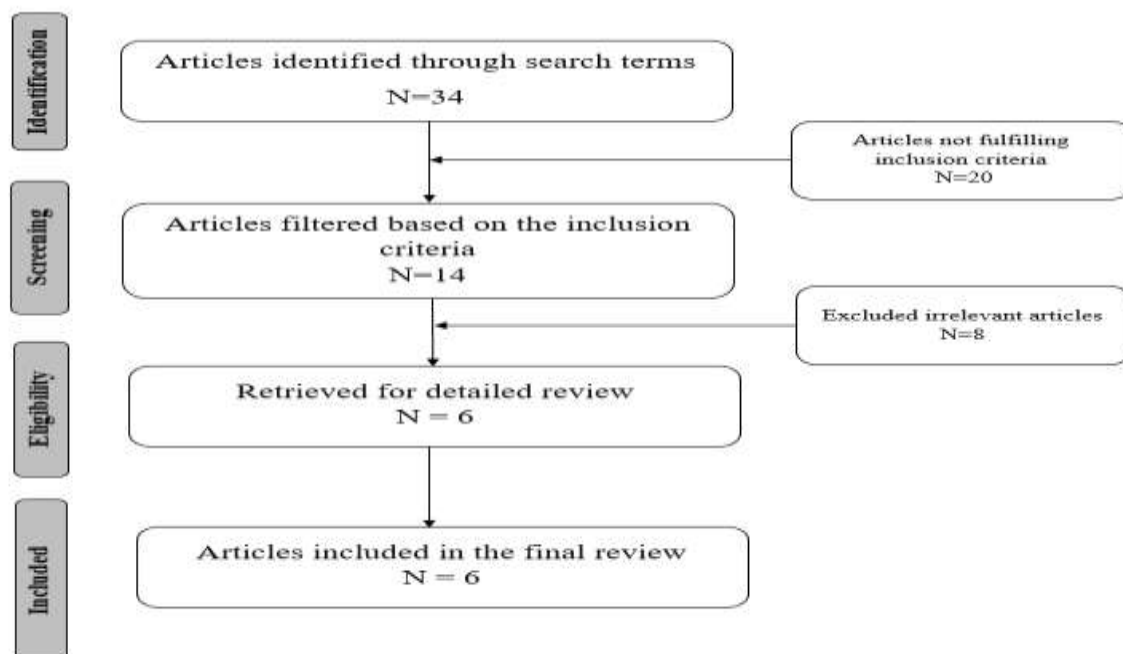 Identification
Articles identified through search terms
N=34
Articles not fulfilling
inclusion criteria
N=20
Screening
Articles filtered based on the inclusion
criteria
N=14
Excluded irrelevant articles
N=8
Eligibility
Retrieved for detailed review
N = 6
Included
Articles included in the final review
N = 6